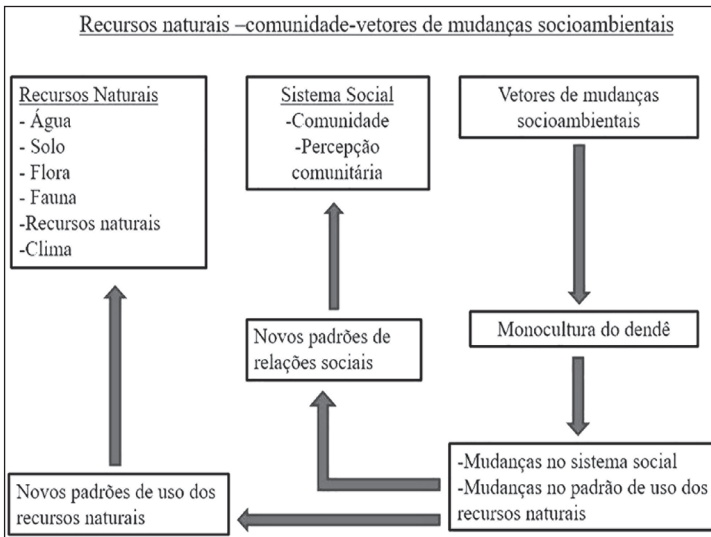 Recursos naturais –comunidade-vetores de mudanças socioambientais
Recursos Naturais
- Água
- Solo
- Flora
- Fauna
-Recursos naturais
-Clima
Sistema Social
-Comunidade
-Percepção
comunitária
Vetores de mudanças
socioambientais
Novos padrões de
relações sociais
Monocultura do dendê
Novos padrões de uso dos
recursos naturais
-Mudanças no sistema social
-Mudanças no padrão de uso dos
recursos naturais